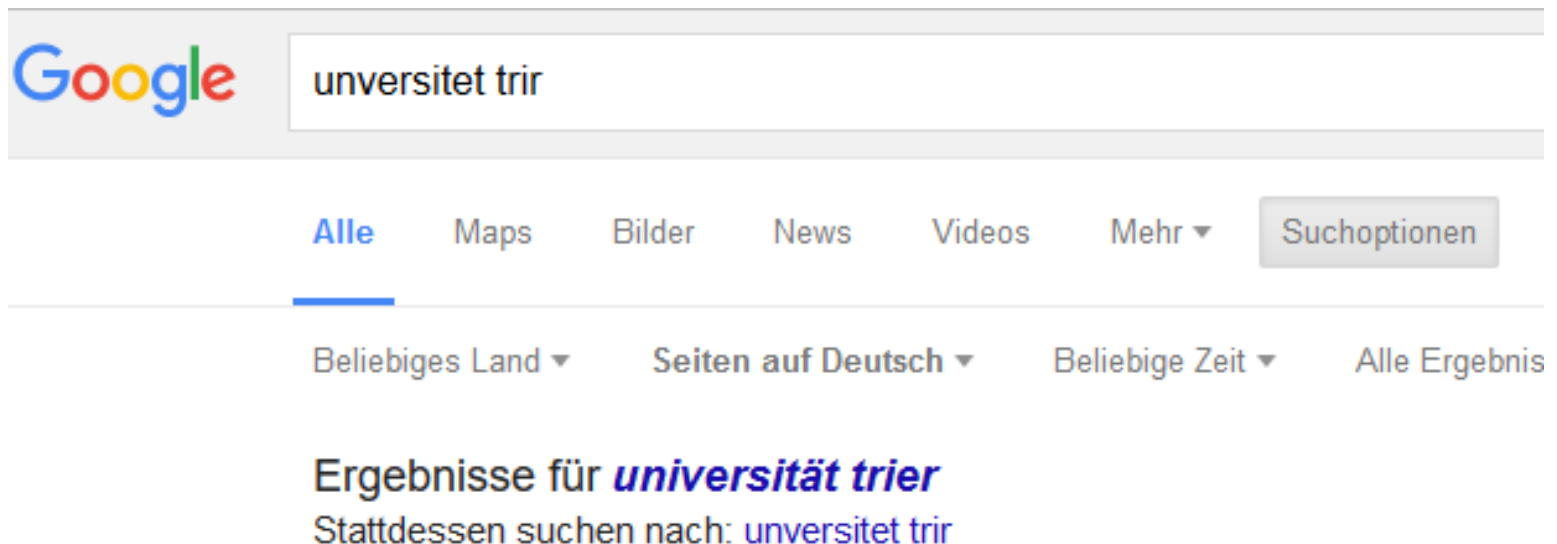 Google unversitet trir
Alle Maps Bilder News Videos Mehr Suchoptionen
Beliebiges Land Seiten auf Deutsch Beliebige Zeit Alle Ergebnis
Ergebnisse für universität trier
Stattdessen suchen nach: unversitet trir